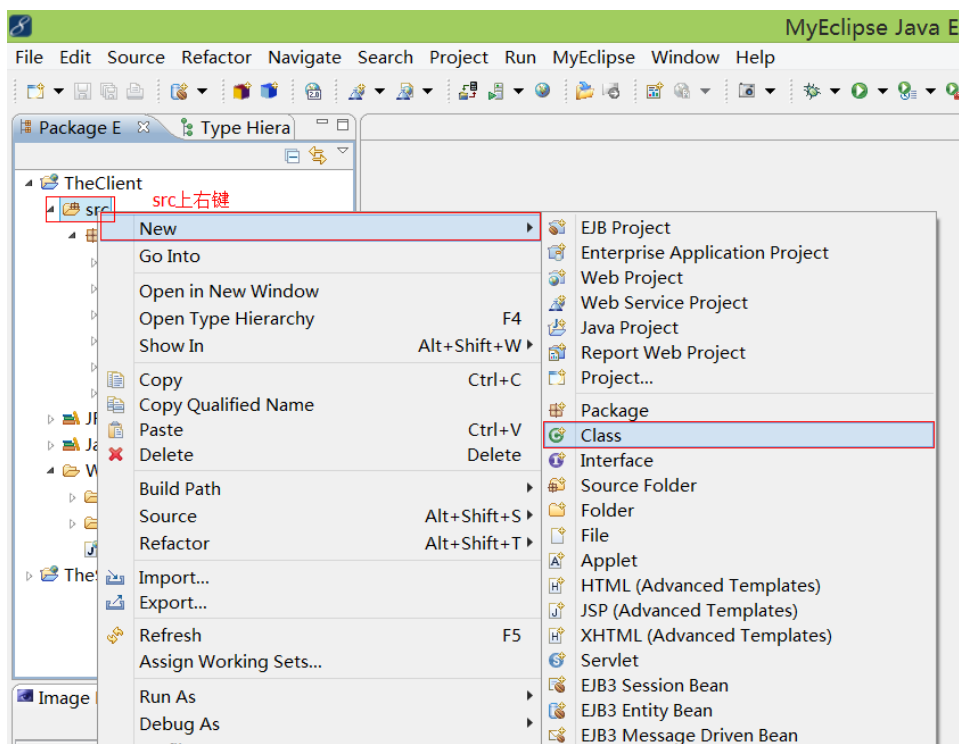 MyEclipse Java E
File Edit Source Refactor Navigate Search Project Run MyEclipse Window Help
Package E Type Hiera
TheClient
src
src上右键
New
Go Into
Open in New Window
Open Type Hierarchy F4
Show In Alt+Shift+W
Copy Ctrl+C
Copy Qualified Name
Paste Ctrl+V
Delete Delete
Build Path
Source Alt+Shift+S
Refactor Alt+Shift+T
Import...
Export...
Refresh F5
Assign Working Sets...
Run As
Debug As
EJB Project
Enterprise Application Project
Web Project
Web Service Project
Java Project
Report Web Project
Project...
Package
Class
Interface
Source Folder
Folder
File
Applet
HTML (Advanced Templates)
JSP (Advanced Templates)
XHTML (Advanced Templates)
Servlet
EJB3 Session Bean
EJB3 Entity Bean
EJB3 Message Driven Bean
Image